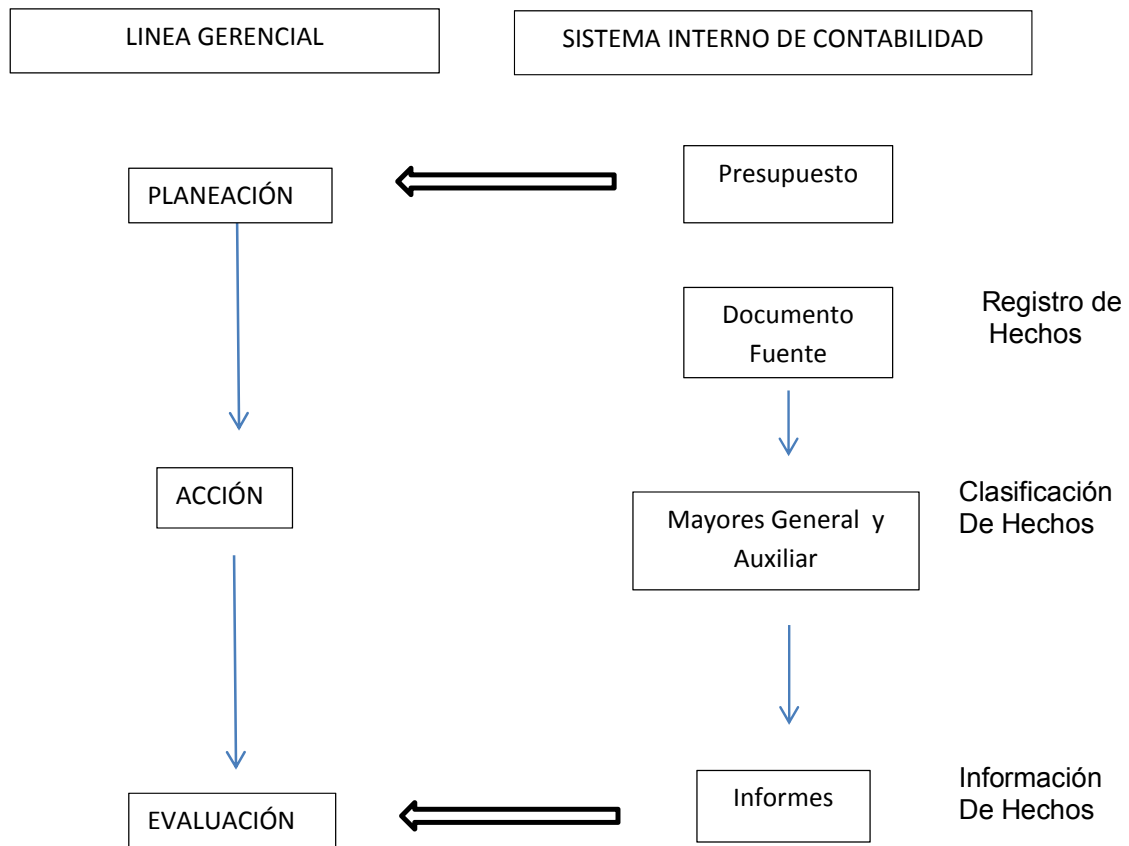 LINEA GERENCIAL
SISTEMA INTERNO DE CONTABILIDAD
PLANEACIÓN
Presupuesto
Documento
Fuente
Registro de
Hechos
ACCIÓN
Mayores General y
Auxiliar
Clasificación
De Hechos
EVALUACIÓN
Informes
Información
De Hechos